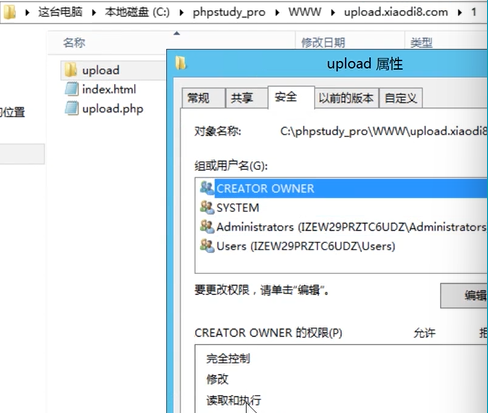 这台电脑 ▸ 本地磁盘 (C:) ▸ phpstudy_pro ▸ WWW ▸ upload.xiaodi8.com ▸ 1
名称 修改日期 类型
upload
index.html
upload.php
的位置
upload 属性
常规 共享 安全 以前的版本 自定义
对象名称: C:\phpstudy_pro\WWW\upload.xiaodi8
组或用户名(G):
CREATOR OWNER
SYSTEM
Administrators (IZEW29PRZTC6UDZ\Administrators
Users (IZEW29PRZTC6UDZ\Users)
要更改权限，请单击"编辑"。
编辑
CREATOR OWNER 的权限(P) 允许
完全控制
修改
读取和执行